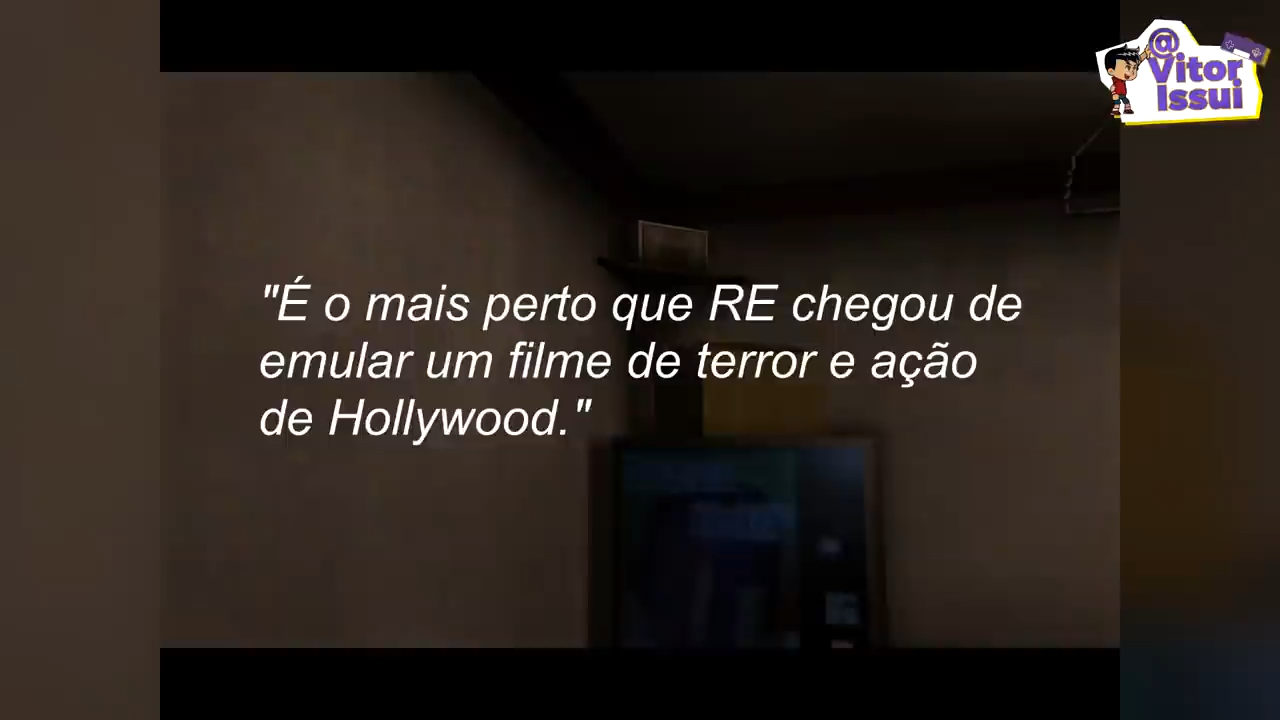 @
Vitor
Issui
"É o mais perto que RE chegou de
emular um filme de terror e ação
de Hollywood."